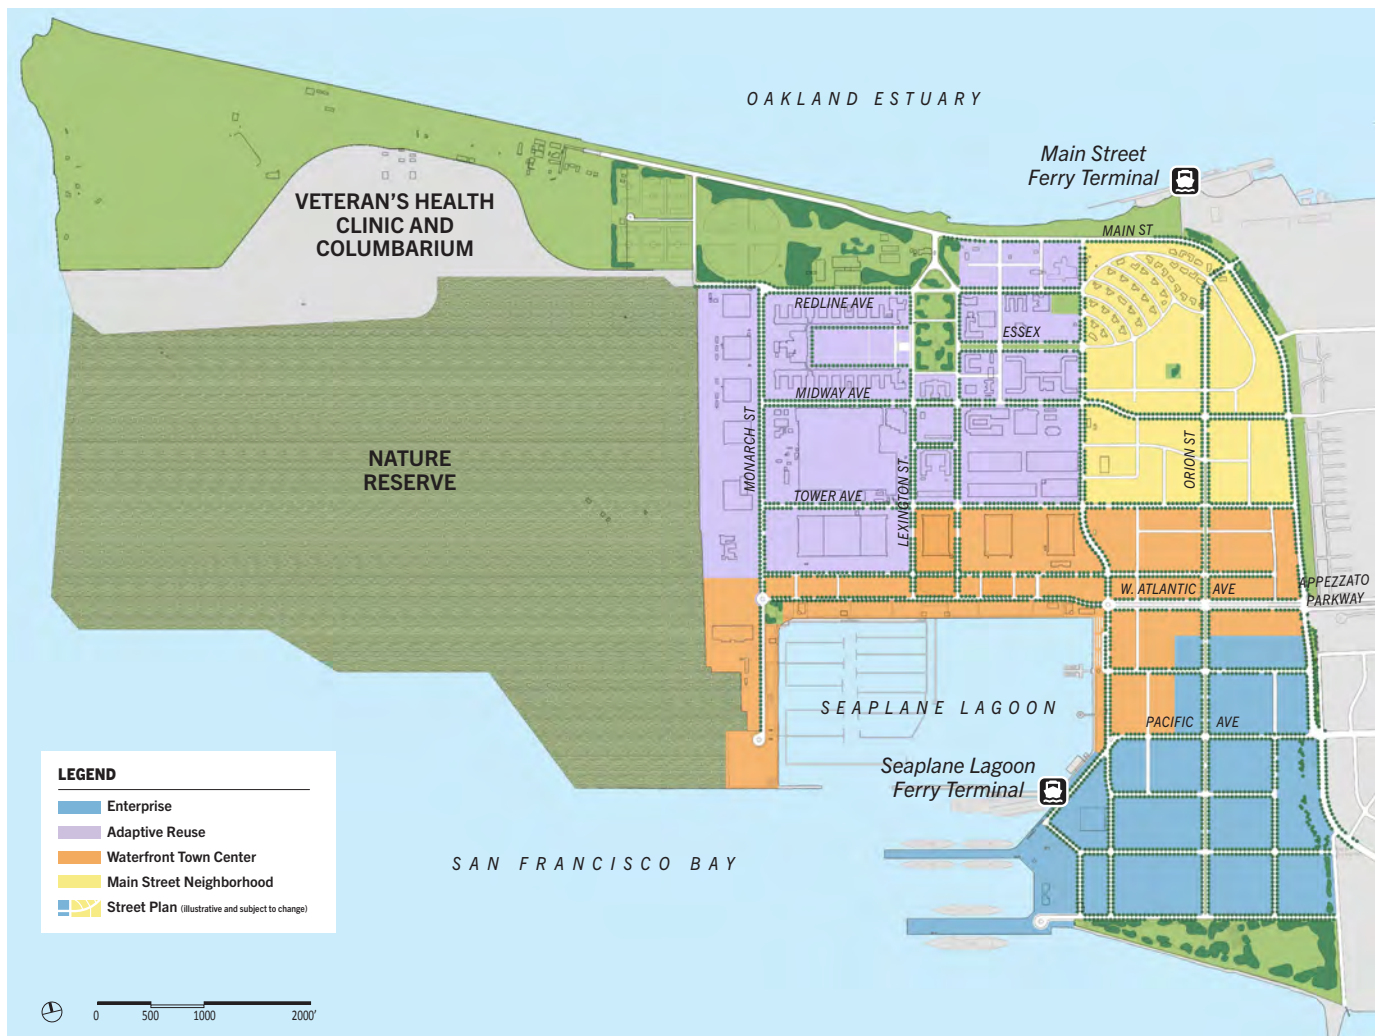 OAKLAND ESTUARY
Main Street
Ferry Terminal
VETERAN'S HEALTH
CLINIC AND
COLUMBARIUM
MAIN ST
REDLINE AVE
ESSEX
MIDWAY AVE
MONARCH ST
NATURE
RESERVE
ORION ST
LEXINGTON ST
TOWER AVE
W. ATLANTIC AVE
APPEZZATO
PARKWAY
SEAPLANE LAGOON
PACIFIC AVE
Seaplane Lagoon
Ferry Terminal
SAN FRANCISCO BAY
LEGEND
Enterprise
Adaptive Reuse
Waterfront Town Center
Main Street Neighborhood
Street Plan (illustrative and subject to change)
0 500 1000 2000'